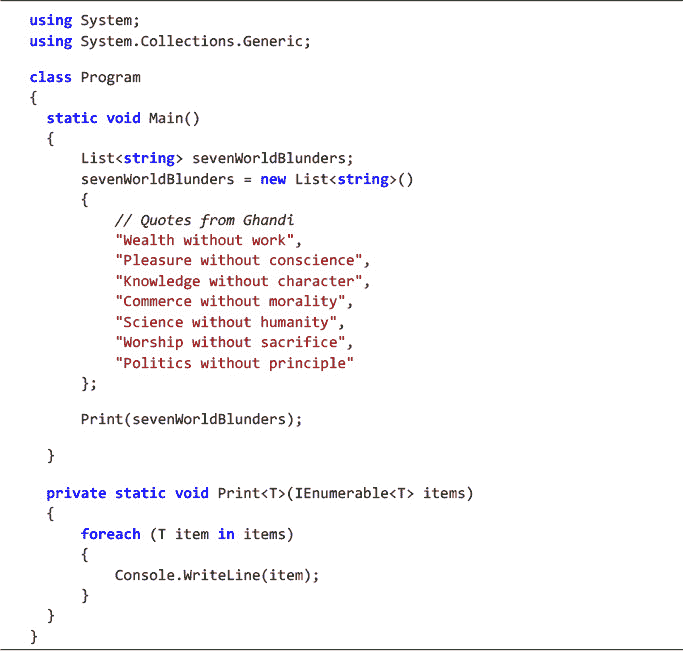 using System;
using System.Collections.Generic;
class Program
{
static void Main()
{
List<string> sevenWorldBlunders;
sevenWorldBlunders = new List<string>()
{
// Quotes from Ghandi
"Wealth without work",
"Pleasure without conscience",
"Knowledge without character",
"Commerce without morality",
"Science without humanity",
"Worship without sacrifice",
"Politics without principle"
};
Print(sevenWorldBlunders);
}
private static void Print<T>(IEnumerable<T> items)
{
foreach (T item in items)
{
Console.WriteLine(item);
}
}
}